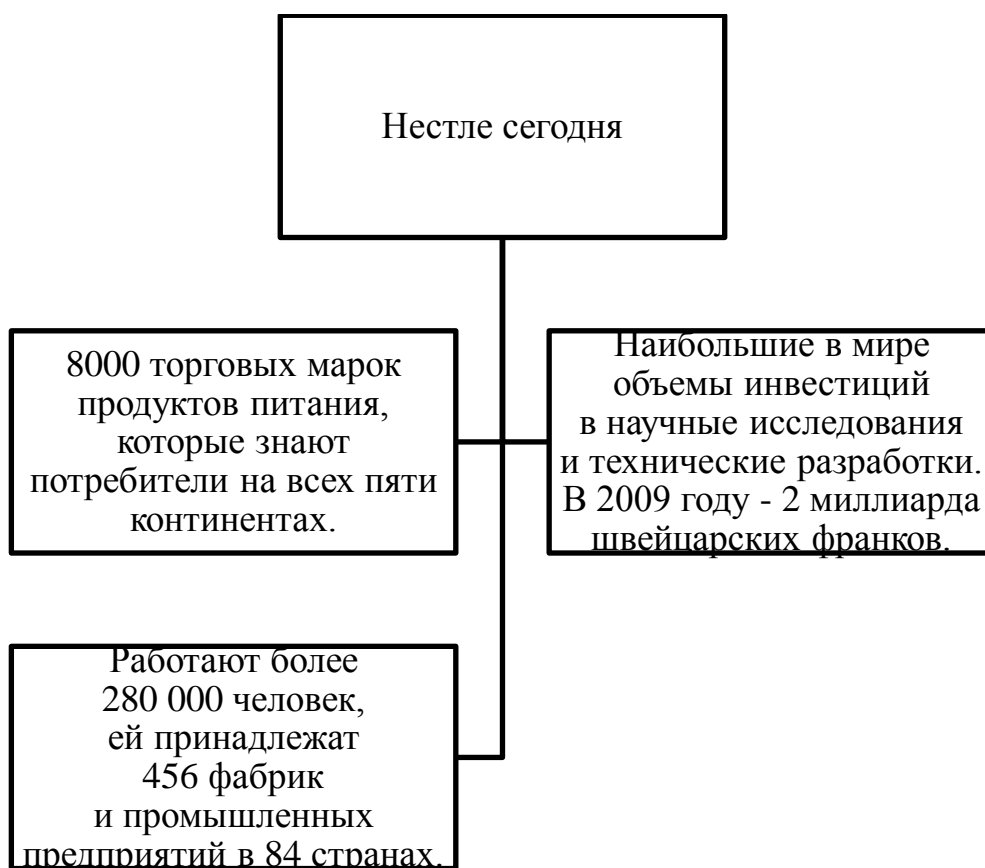 Нестле сегодня
8000 торговых марок
продуктов питания,
которые знают
потребители на всех пяти
континентах.
Наибольшие в мире
объемы инвестиций
в научные исследования
и технические разработки.
В 2009 году - 2 миллиарда
швейцарских франков.
Работают более
280 000 человек,
ей принадлежат
456 фабрик
и промышленных
предприятий в 84 странах.